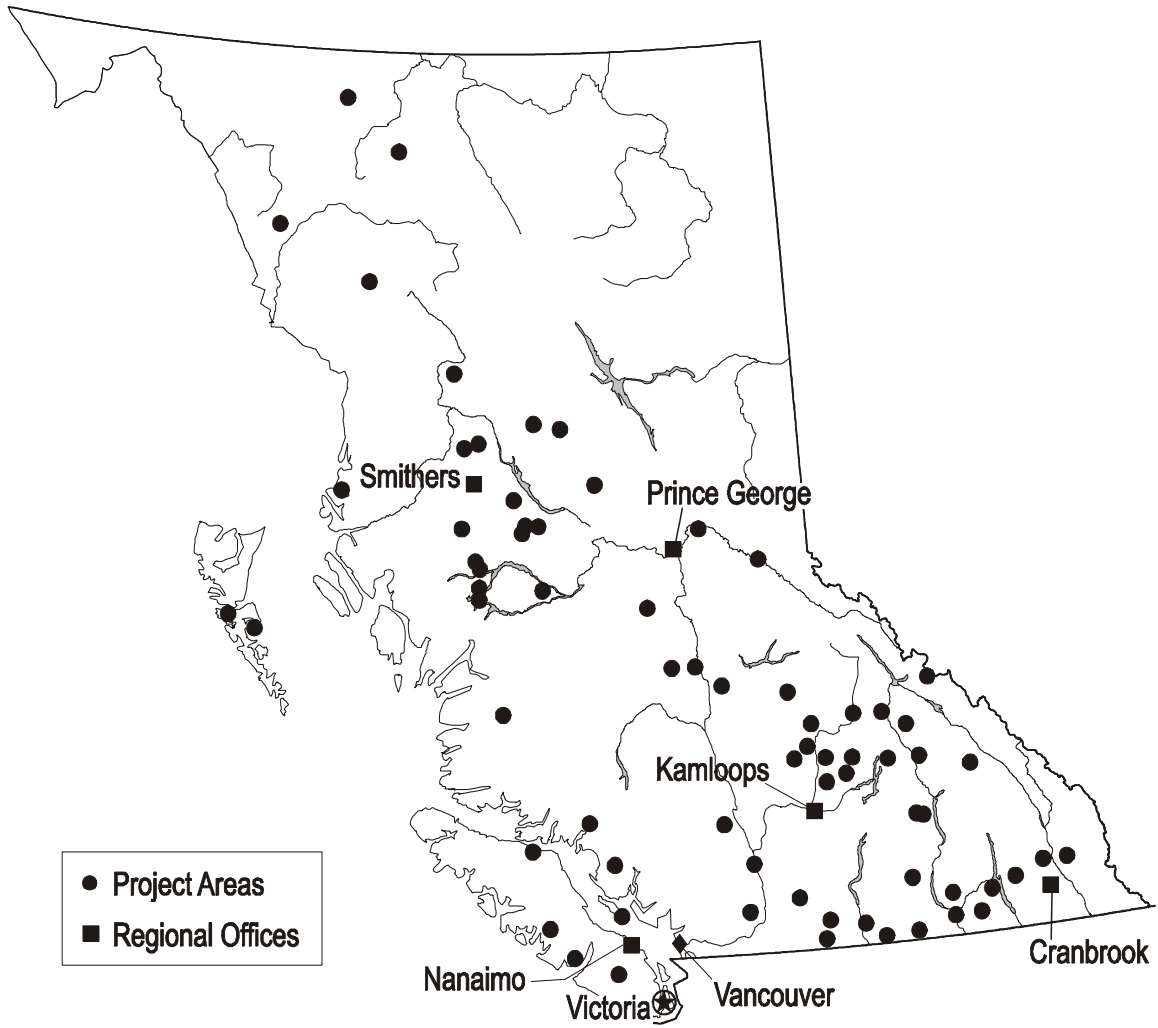 Smithers
Prince George
Kamloops
Project Areas
Regional Offices
Cranbrook
Nanaimo
Vancouver
Victoria